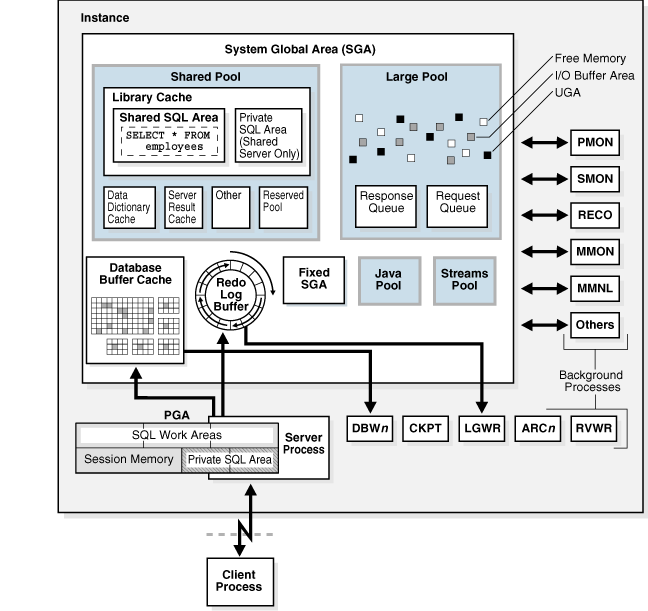 Instance
System Global Area (SGA)
Shared Pool
Library Cache
Shared SQL Area
SELECT * FROM
employees
Private
SQL Area
(Shared
Server Only)
Data
Dictionary
Cache
Server
Result
Cache
Other
Reserved
Pool
Large Pool
Response
Queue
Request
Queue
Free Memory
I/O Buffer Area
UGA
PMON
SMON
RECO
MMON
MMNL
Others
Background
Processes
Database
Buffer Cache
Redo
Log
Buffer
Fixed
SGA
Java
Pool
Streams
Pool
DBWn
CKPT
LGWR
ARCn
RVWR
PGA
SQL Work Areas
Session Memory
Private SQL Area
Server
Process
Client
Process